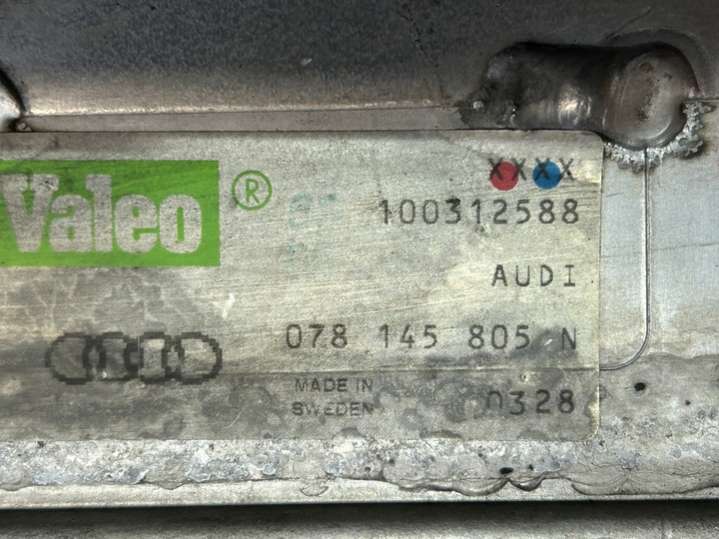 XXXX
Valeo ®
100312588
AUDI
078 145 805 N
MADE IN
SWEDEN
0328